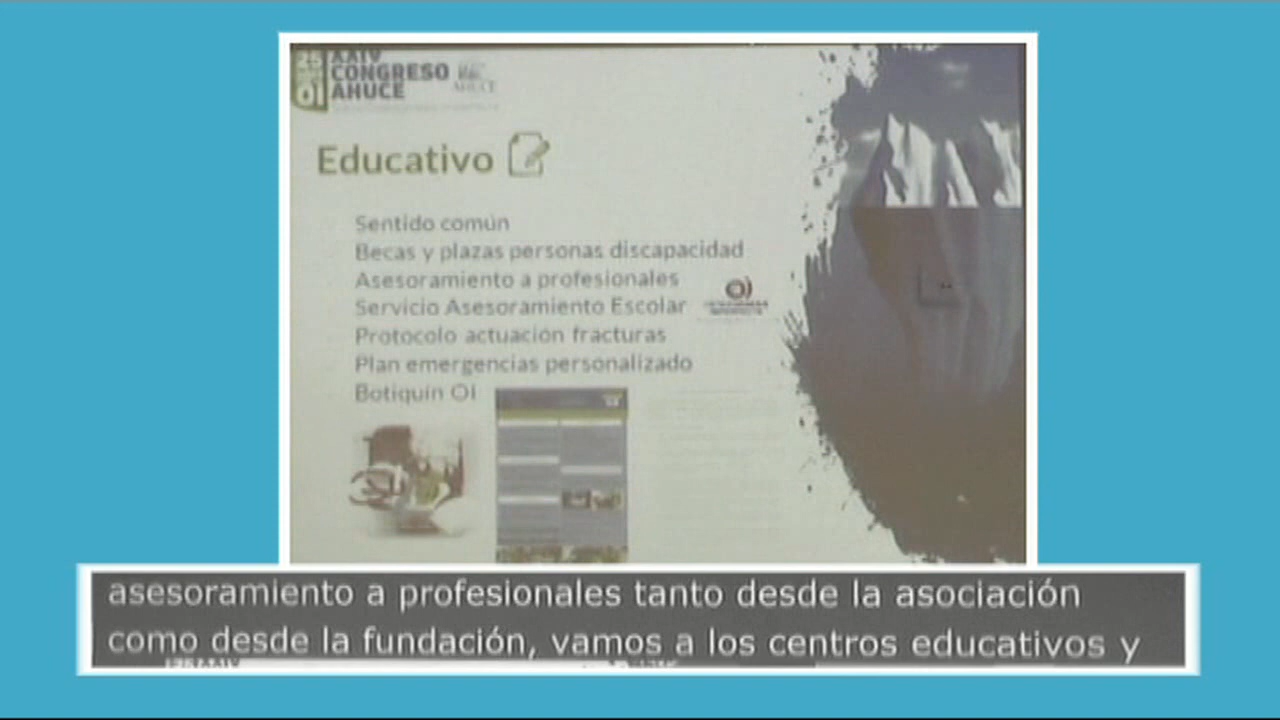 25
XXIV
CONGRESO
AHUCE
OI
AHUCE
Educativo
Sentido común
Becas y plazas personas discapacidad
Asesoramiento a profesionales
Servicio Asesoramiento Escolar
Protocolo actuación fracturas
Plan emergencias personalizado
Botiquín OI
asesoramiento a profesionales tanto desde la asociación
como desde la fundación, vamos a los centros educativos y